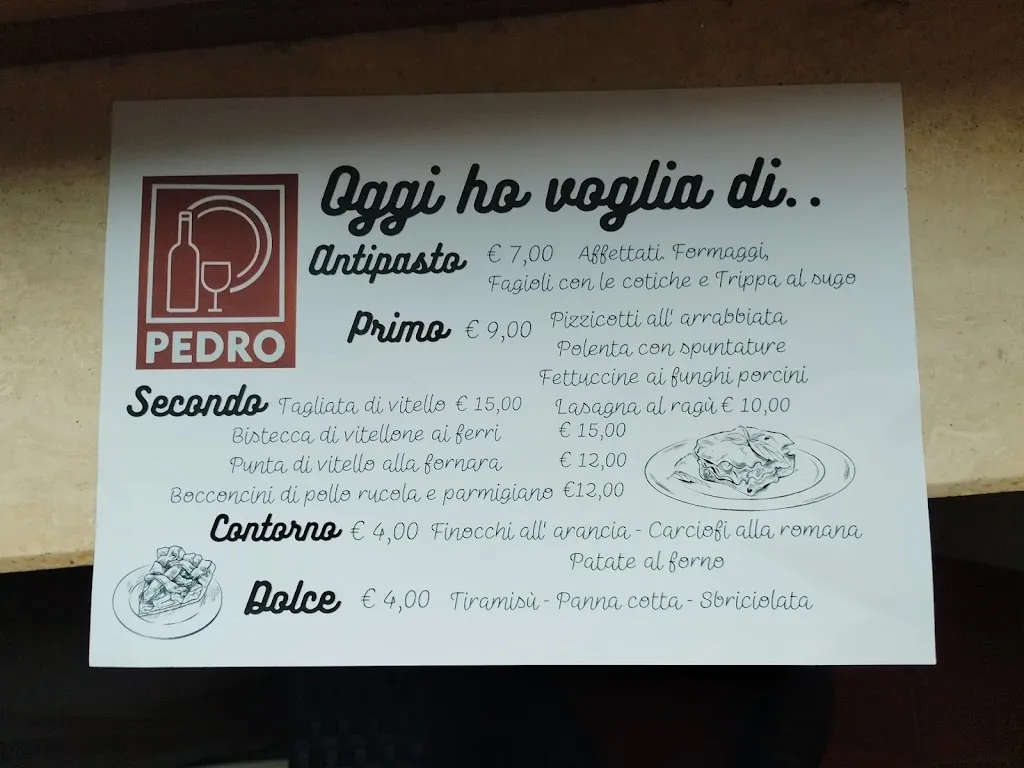 Oggi ho voglia di..
PEDRO
Antipasto € 7,00 Affettati. Formaggi,
Fagioli con le cotiche e Trippa al sugo
Primo € 9,00 Pizzicotti all' arrabbiata
Polenta con spuntature
Fettuccine ai funghi porcini
Lasagna al ragù € 10,00
Secondo Tagliata di vitello € 15,00
Bistecca di vitellone ai ferri € 15,00
Punta di vitello alla fornara € 12,00
Bocconcini di pollo rucola e parmigiano €12,00
Contorno € 4,00 Finocchi all' arancia - Carciofi alla romana
Patate al forno
Dolce € 4,00 Tiramisù - Panna cotta - Sbriciolata